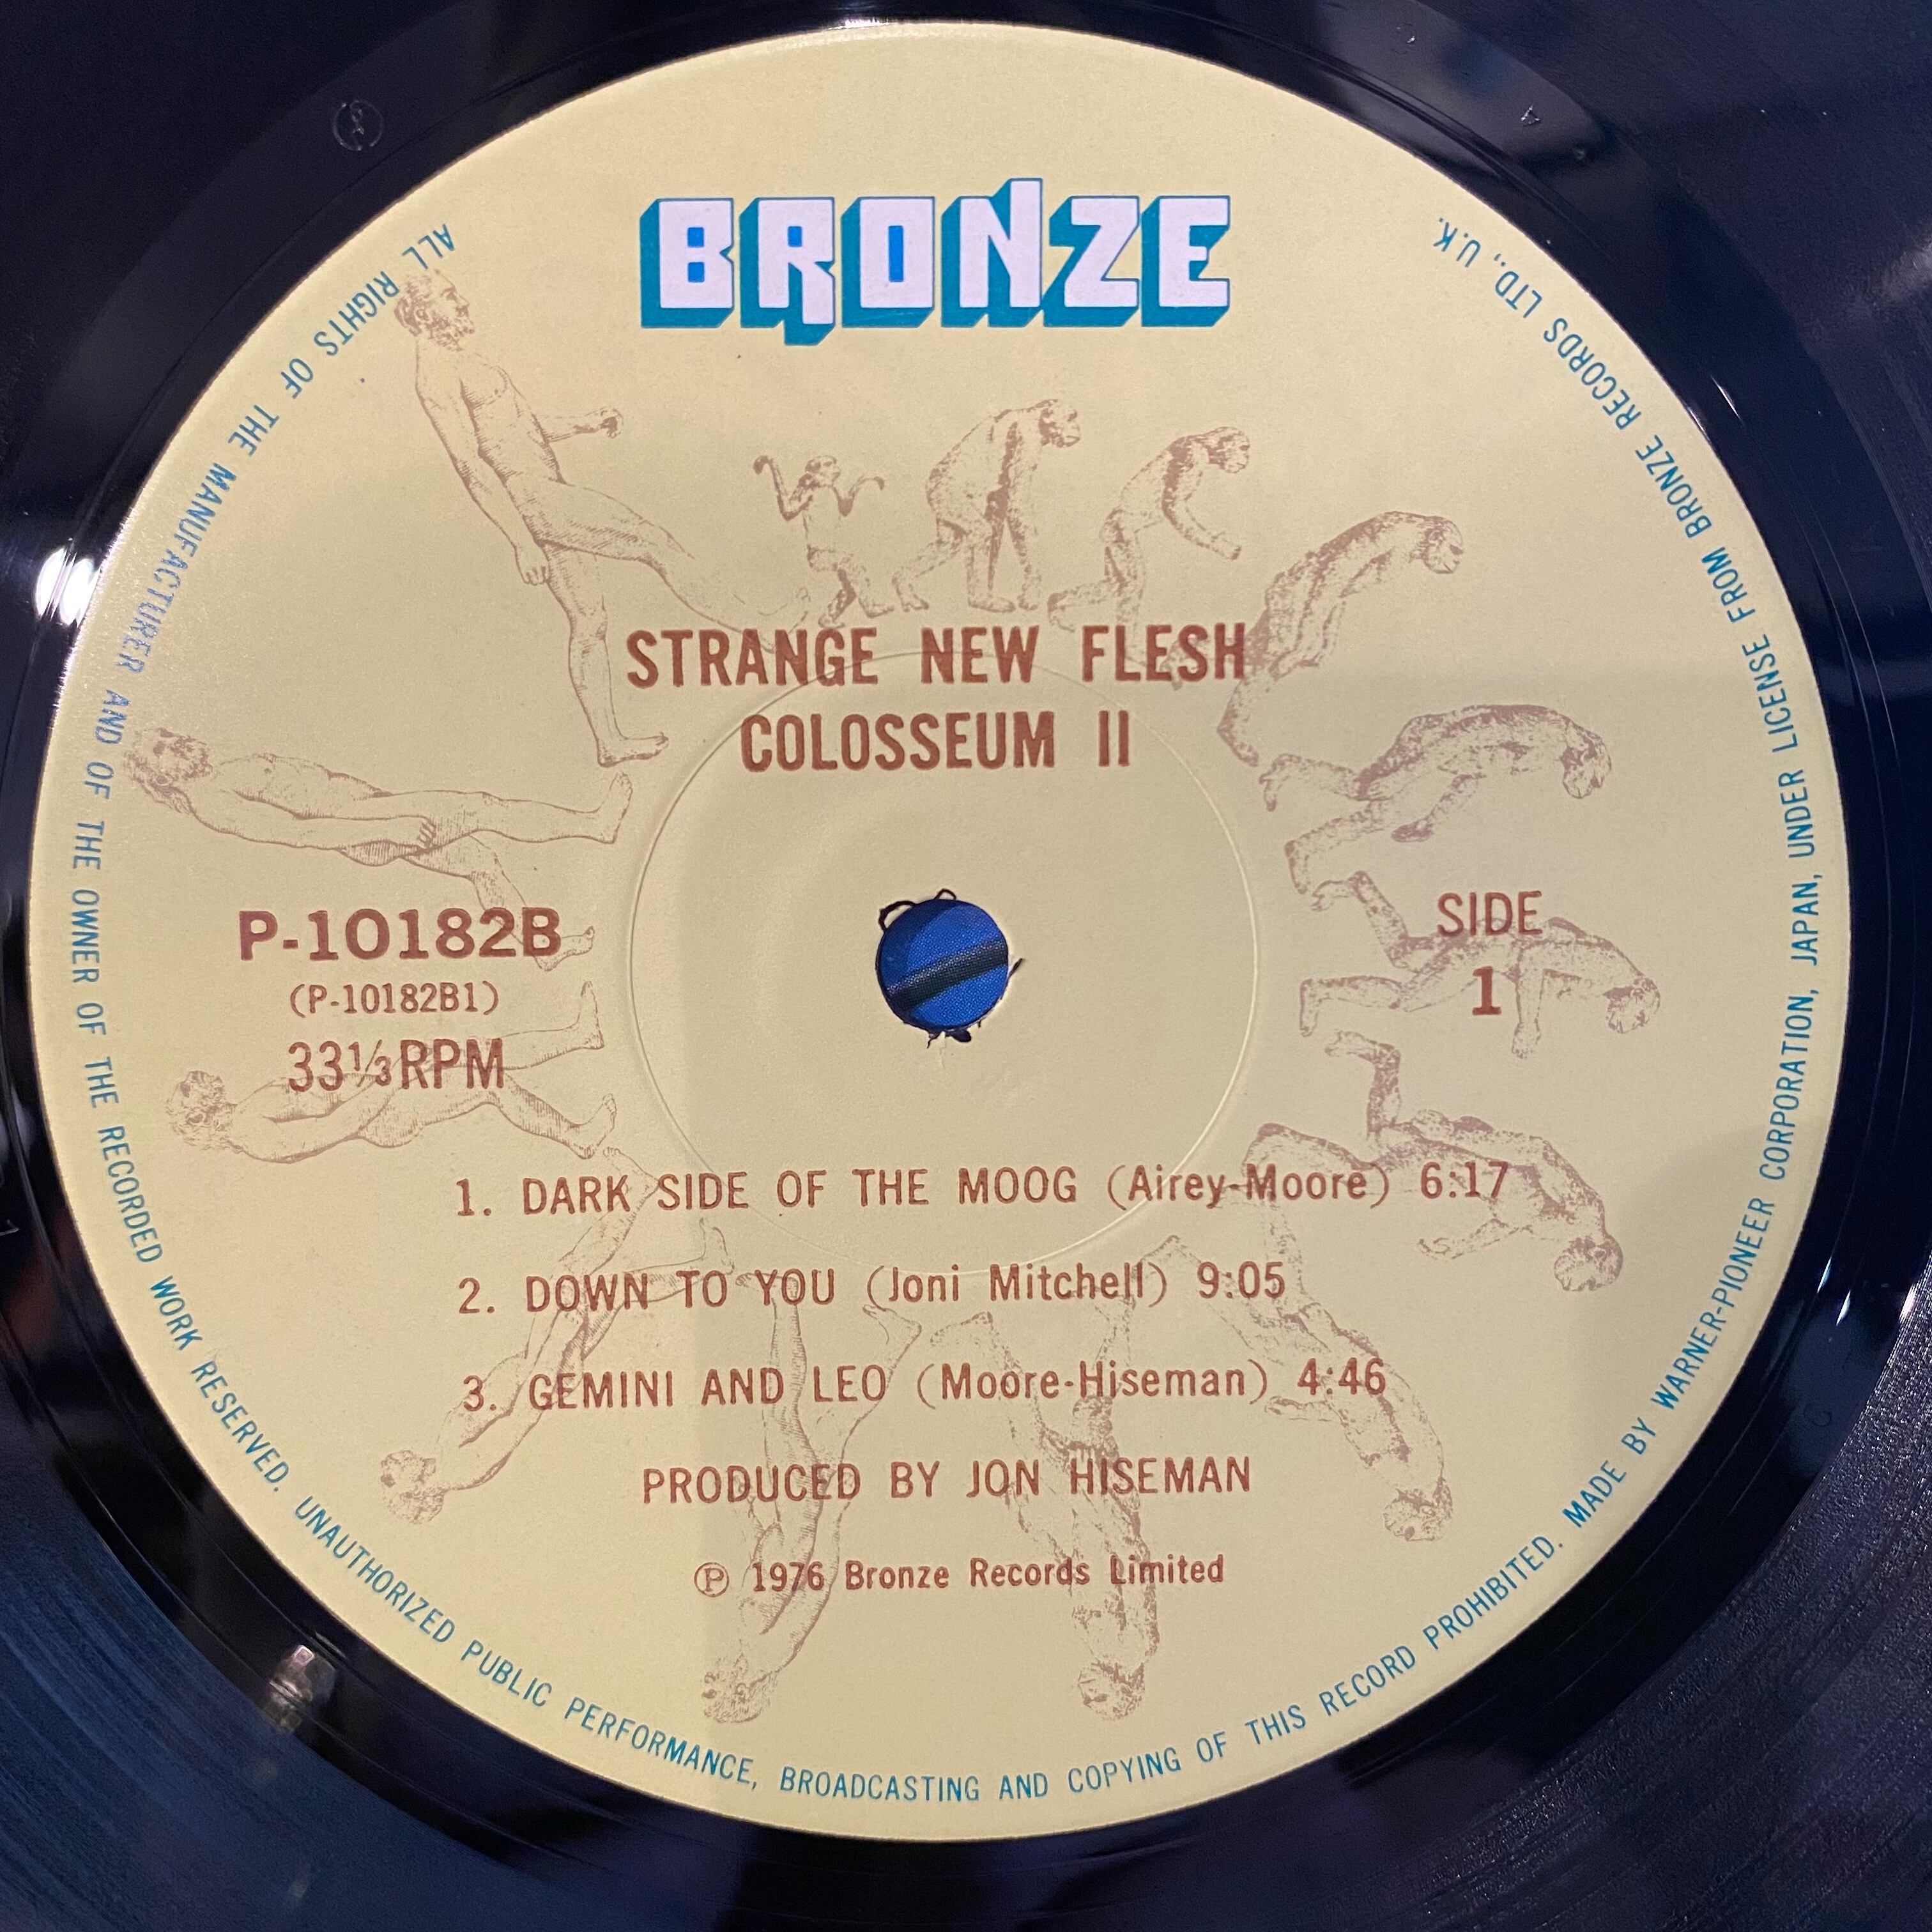 BRONZE
STRANGE NEW FLESH
COLOSSEUM II
P-10182B
(P-10182B1)
33⅓RPM
SIDE
1
1. DARK SIDE OF THE MOOG (Airey-Moore) 6:17
2. DOWN TO YOU (Joni Mitchell) 9:05
3. GEMINI AND LEO (Moore-Hiseman) 4:46
PRODUCED BY JON HISEMAN
℗ 1976 Bronze Records Limited
ALL RIGHTS OF THE MANUFACTURER AND OF THE OWNER OF THE RECORDED WORK RESERVED. UNAUTHORIZED PUBLIC PERFORMANCE, BROADCASTING AND COPYING OF THIS RECORD PROHIBITED. MADE BY WARNER-PIONEER CORPORATION, JAPAN, UNDER LICENSE FROM BRONZE RECORDS LTD., U.K.